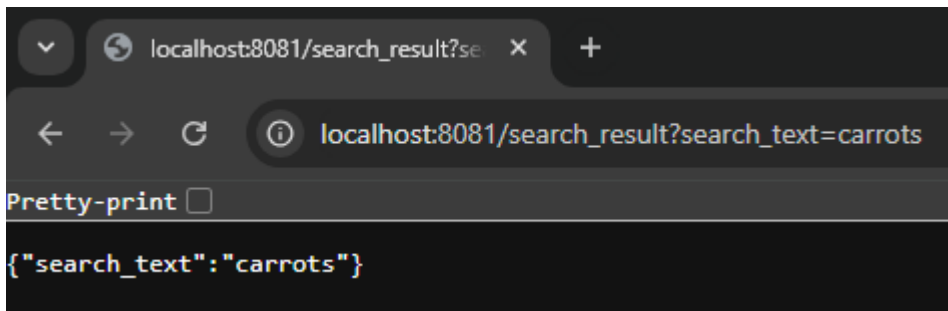 localhost:8081/search_result?se
localhost:8081/search_result?search_text=carrots
Pretty-print
{"search_text":"carrots"}